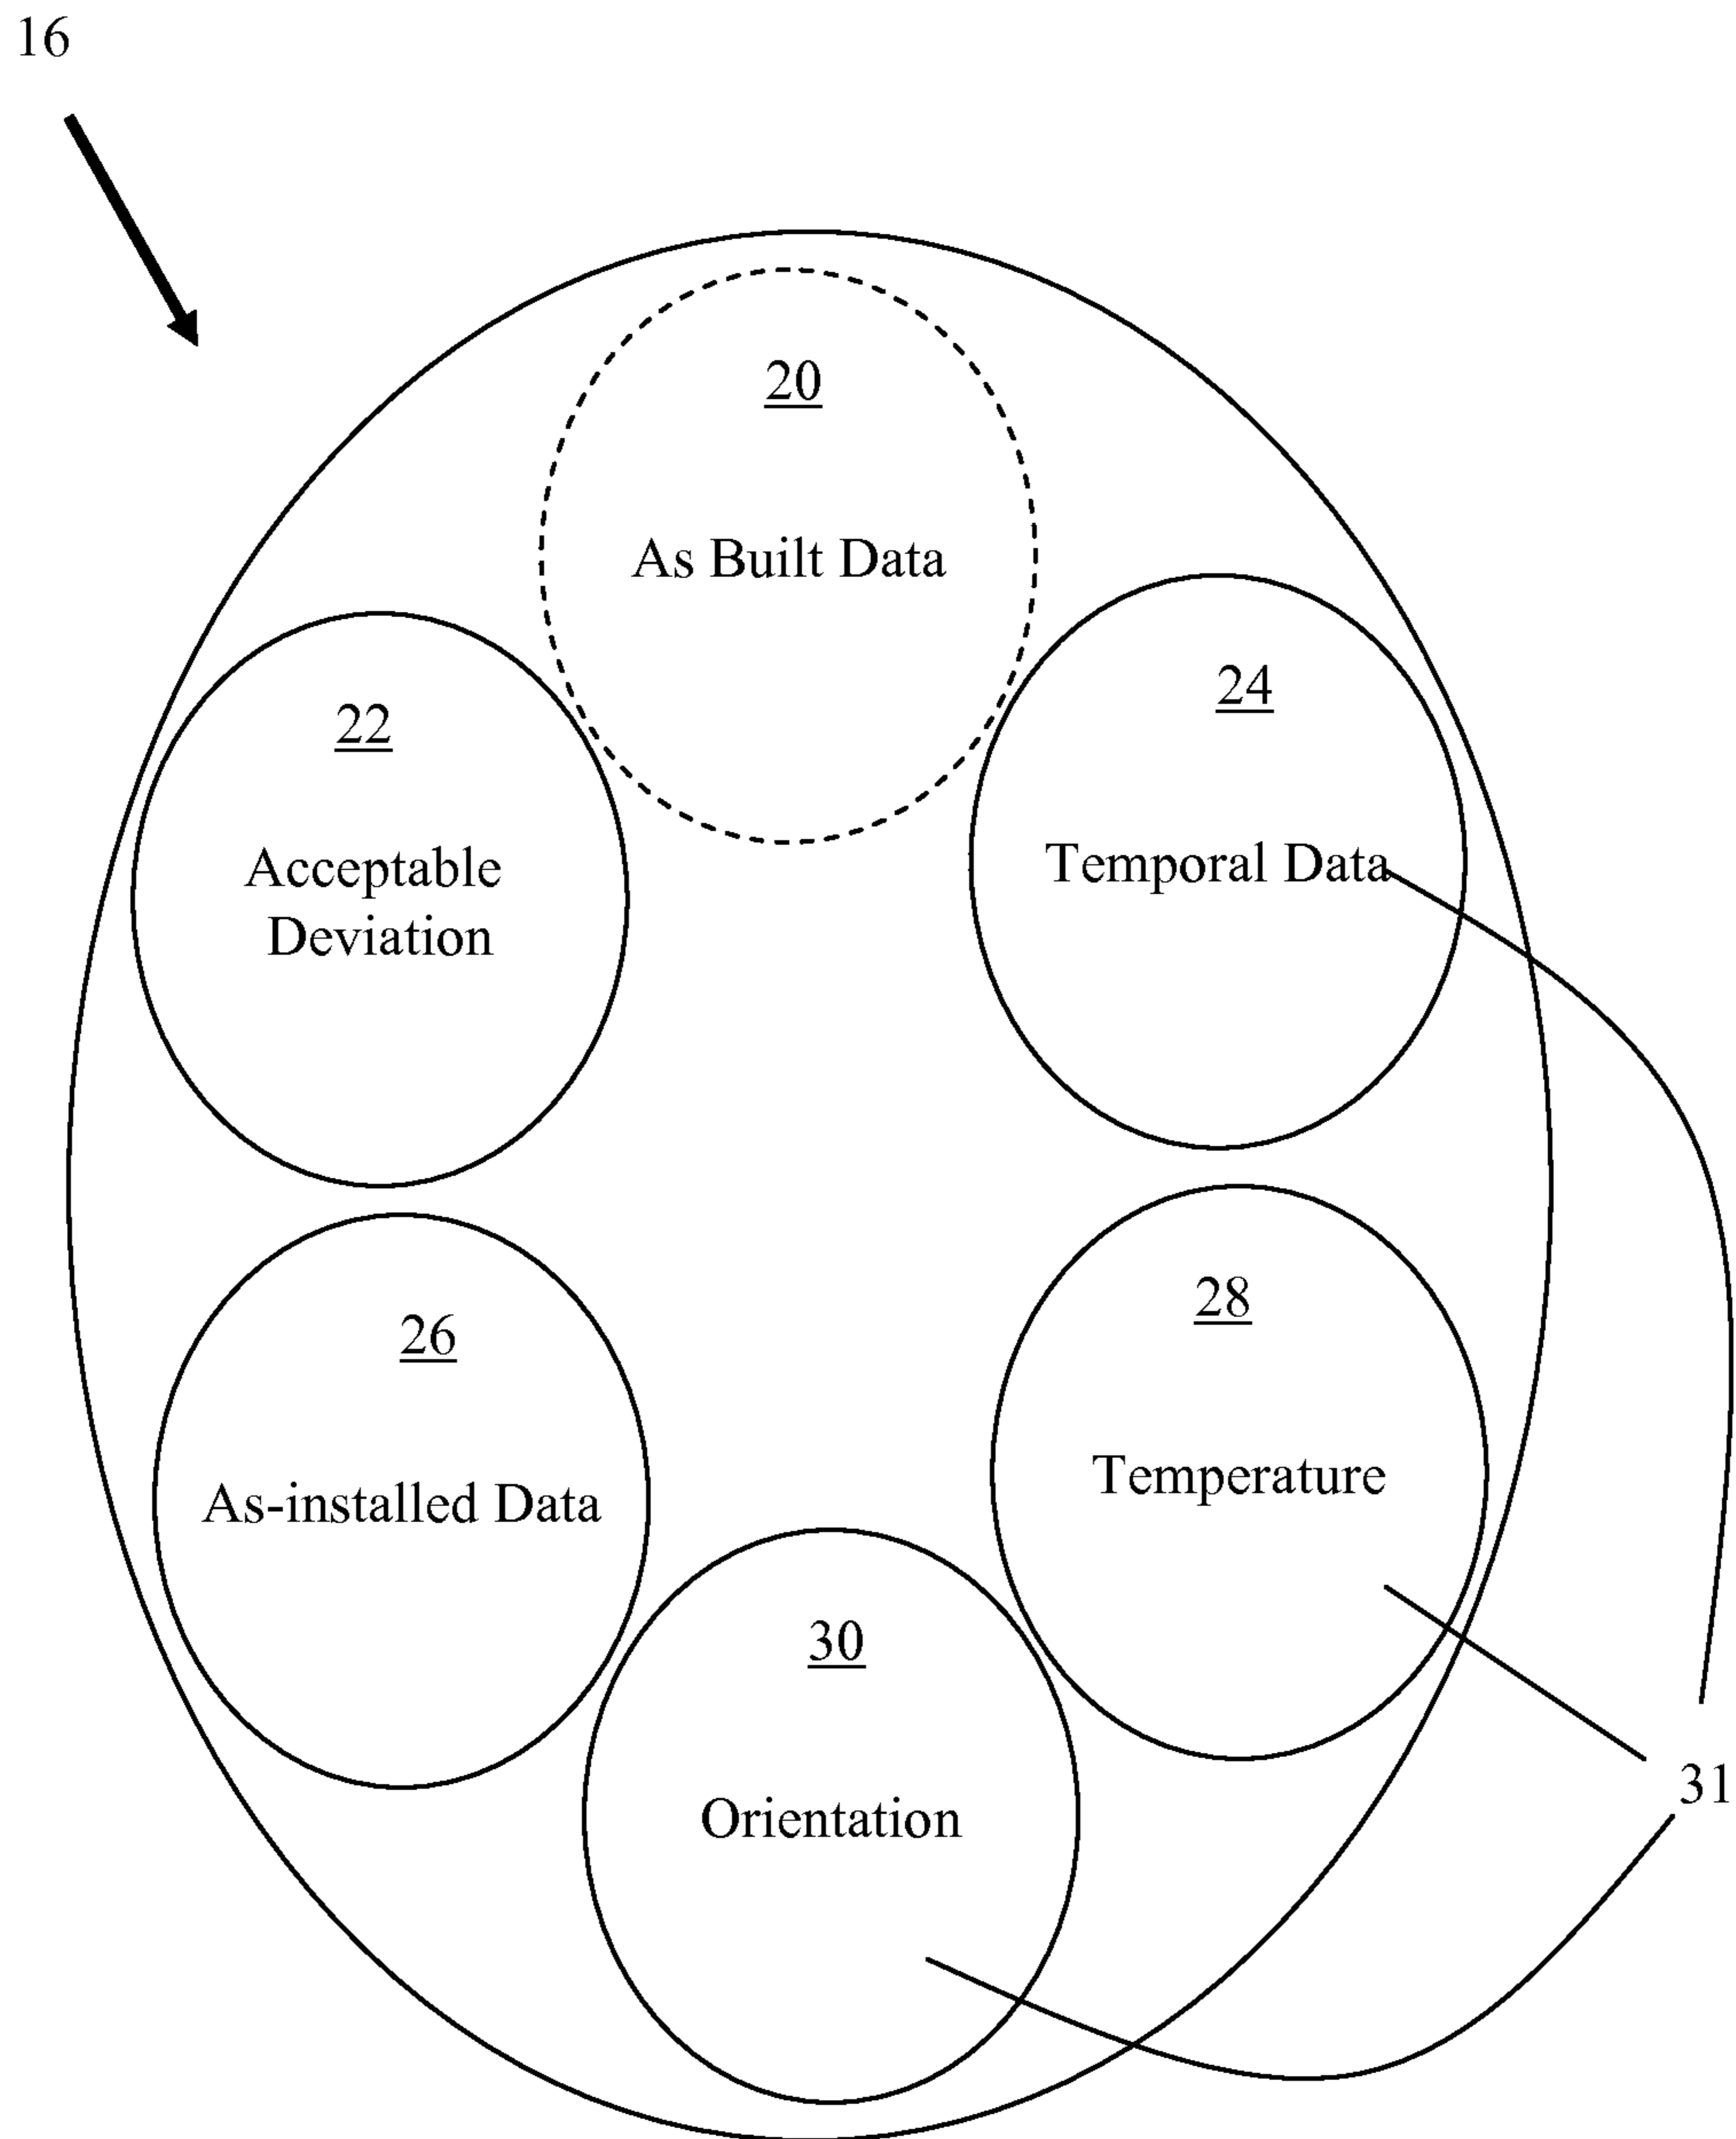 16
20
As Built Data
24
Temporal Data
22
Acceptable
Deviation
28
Temperature
26
As-installed Data
30
Orientation
31